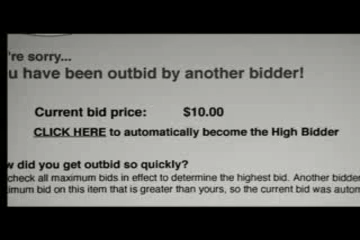 're sorry...
u have been outbid by another bidder!
Current bid price: $10.00
CLICK HERE to automatically become the High Bidder
w did you get outbid so quickly?
check all maximum bids in effect to determine the highest bid. Another bidde
imum bid on this item that is greater than yours, so the current bid was autom